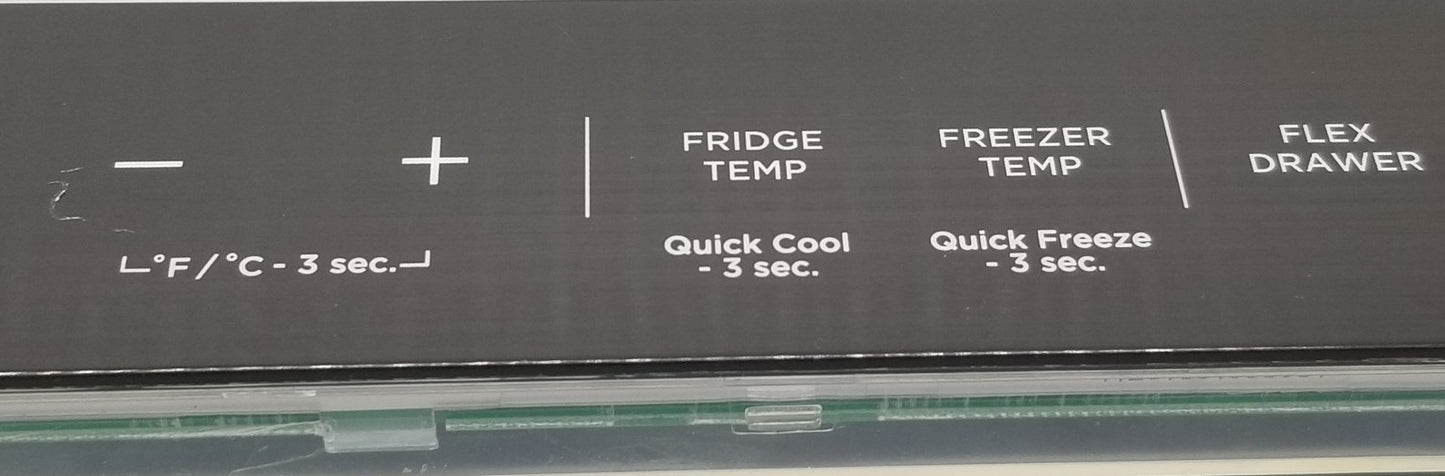 − +
FRIDGE
TEMP
FREEZER
TEMP
FLEX
DRAWER
°F/°C - 3 sec.
Quick Cool
- 3 sec.
Quick Freeze
- 3 sec.